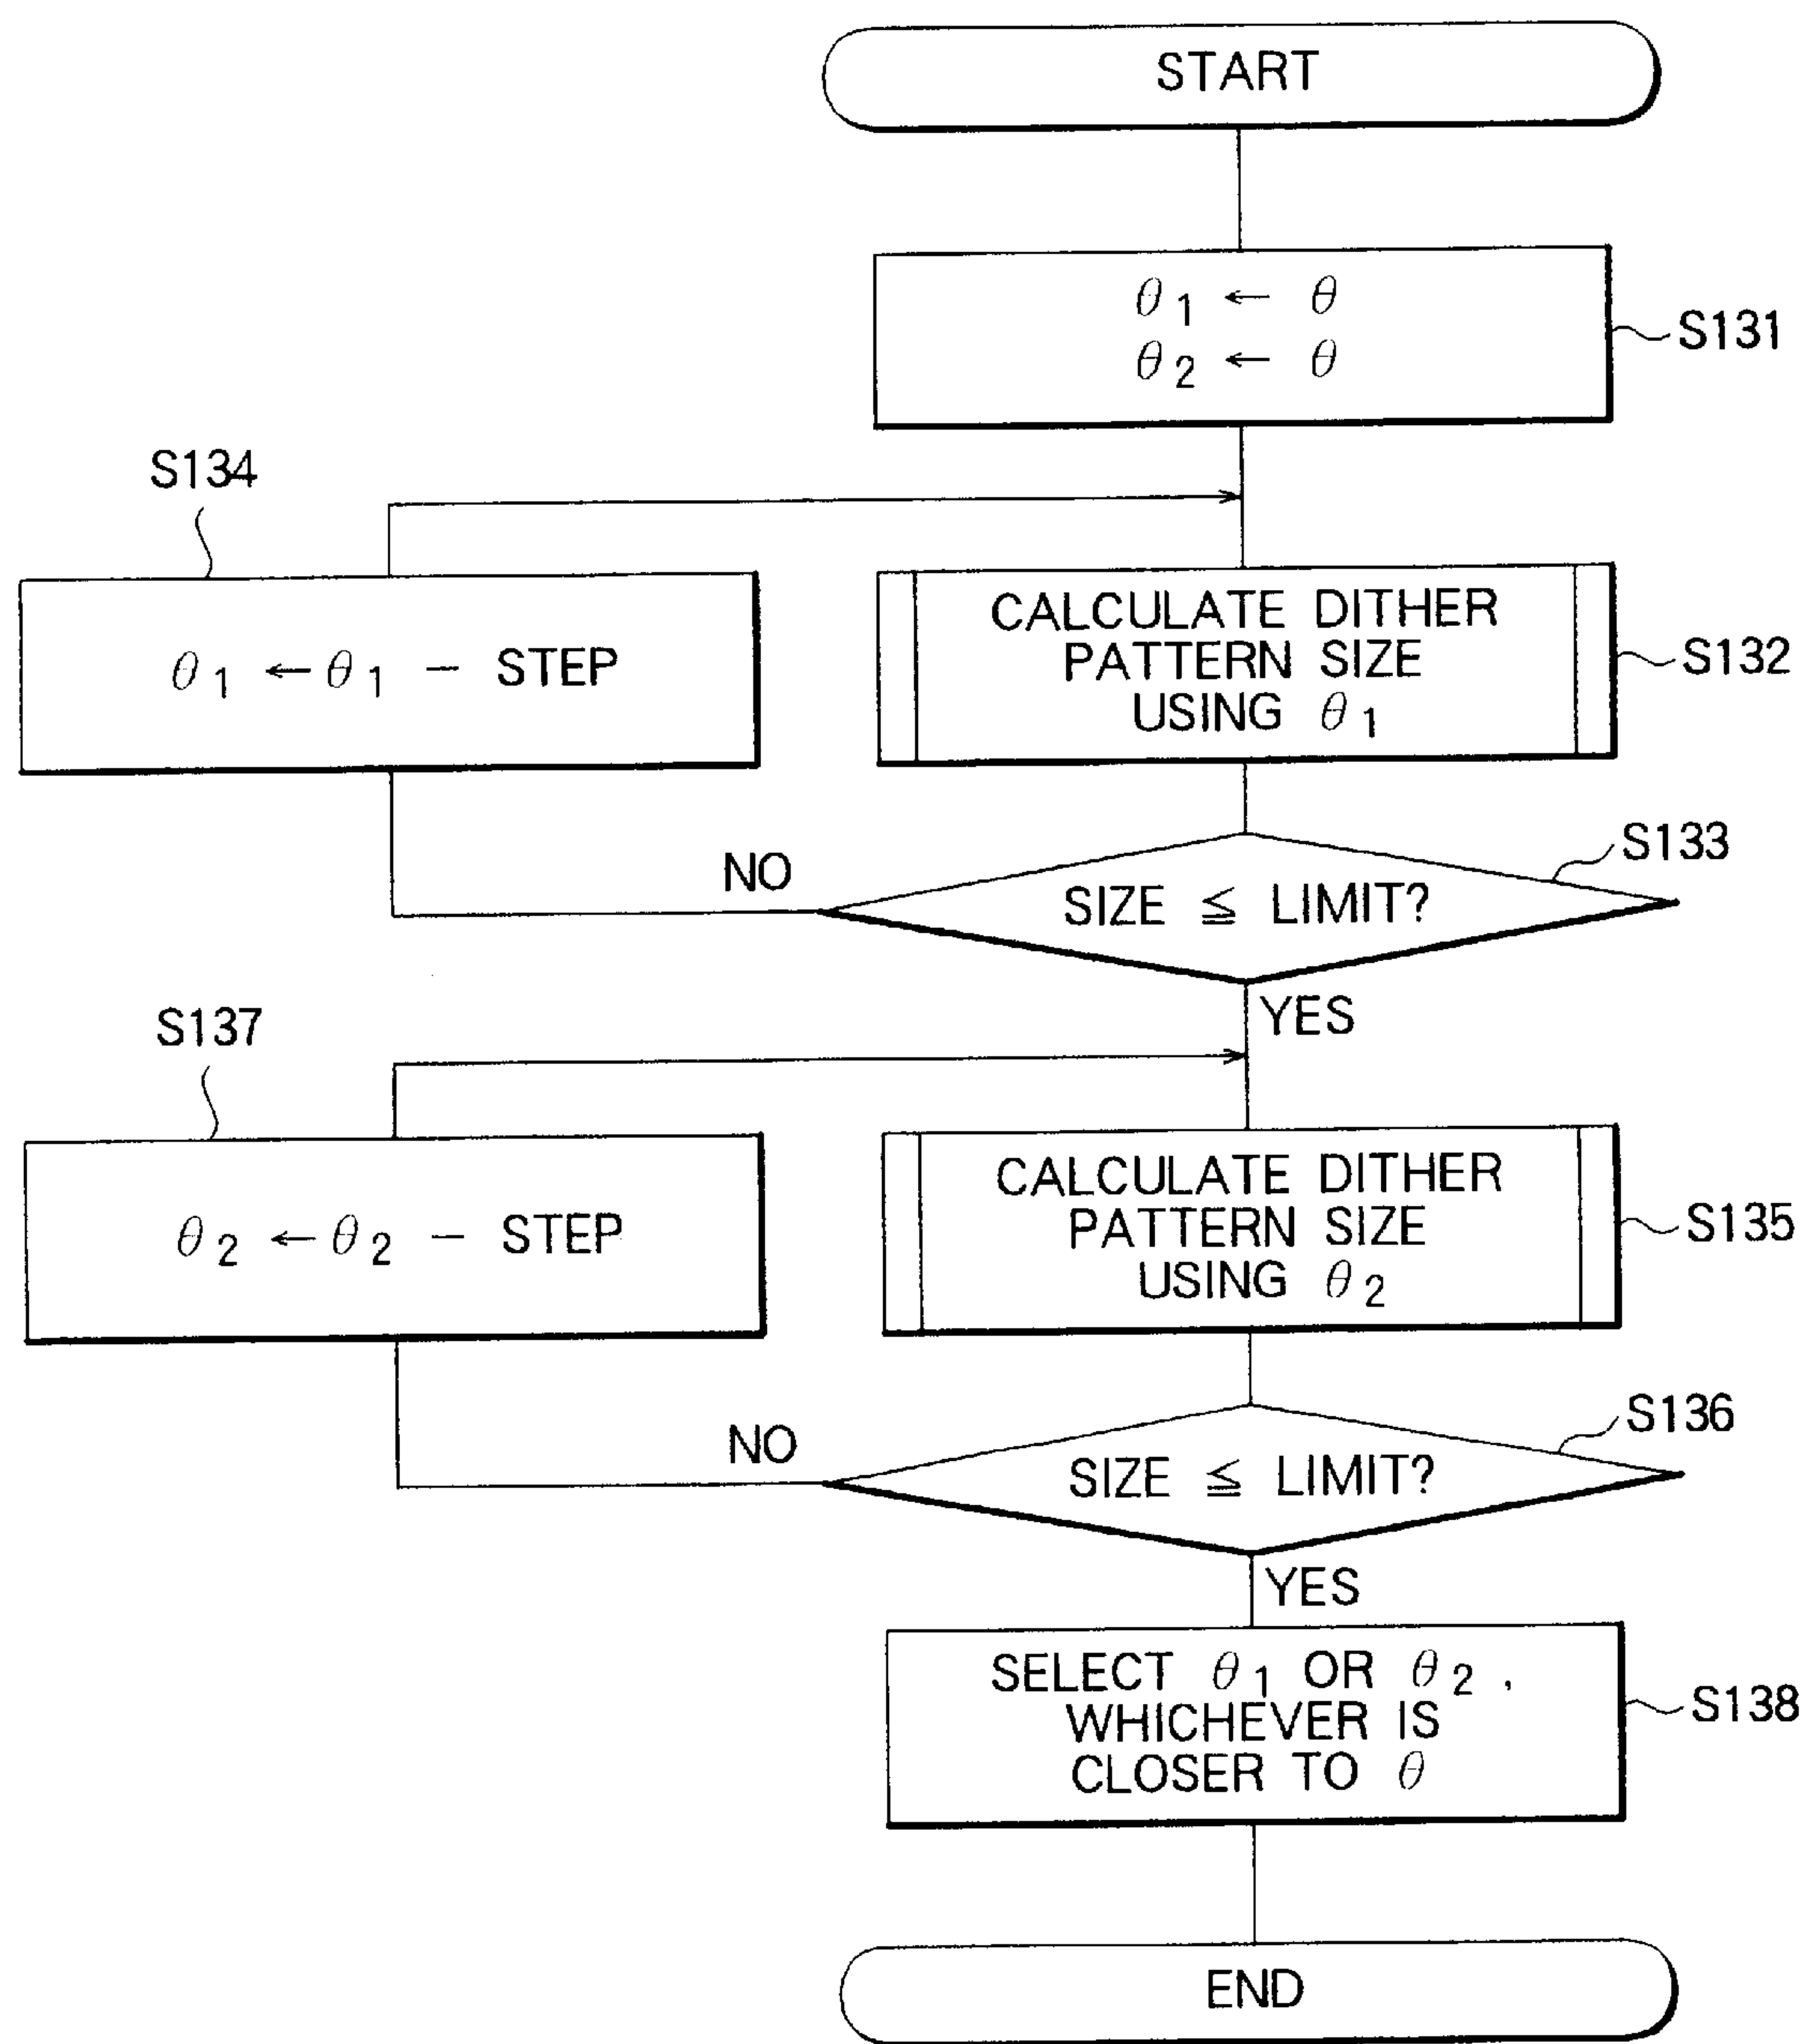 START
θ1 ← θ
θ2 ← θ
S131
S134
θ1 ← θ1 − STEP
CALCULATE DITHER
PATTERN SIZE
USING θ1
S132
S133
NO
SIZE ≦ LIMIT?
YES
S137
θ2 ← θ2 − STEP
CALCULATE DITHER
PATTERN SIZE
USING θ2
S135
S136
NO
SIZE ≦ LIMIT?
YES
SELECT θ1 OR θ2,
WHICHEVER IS
CLOSER TO θ
S138
END